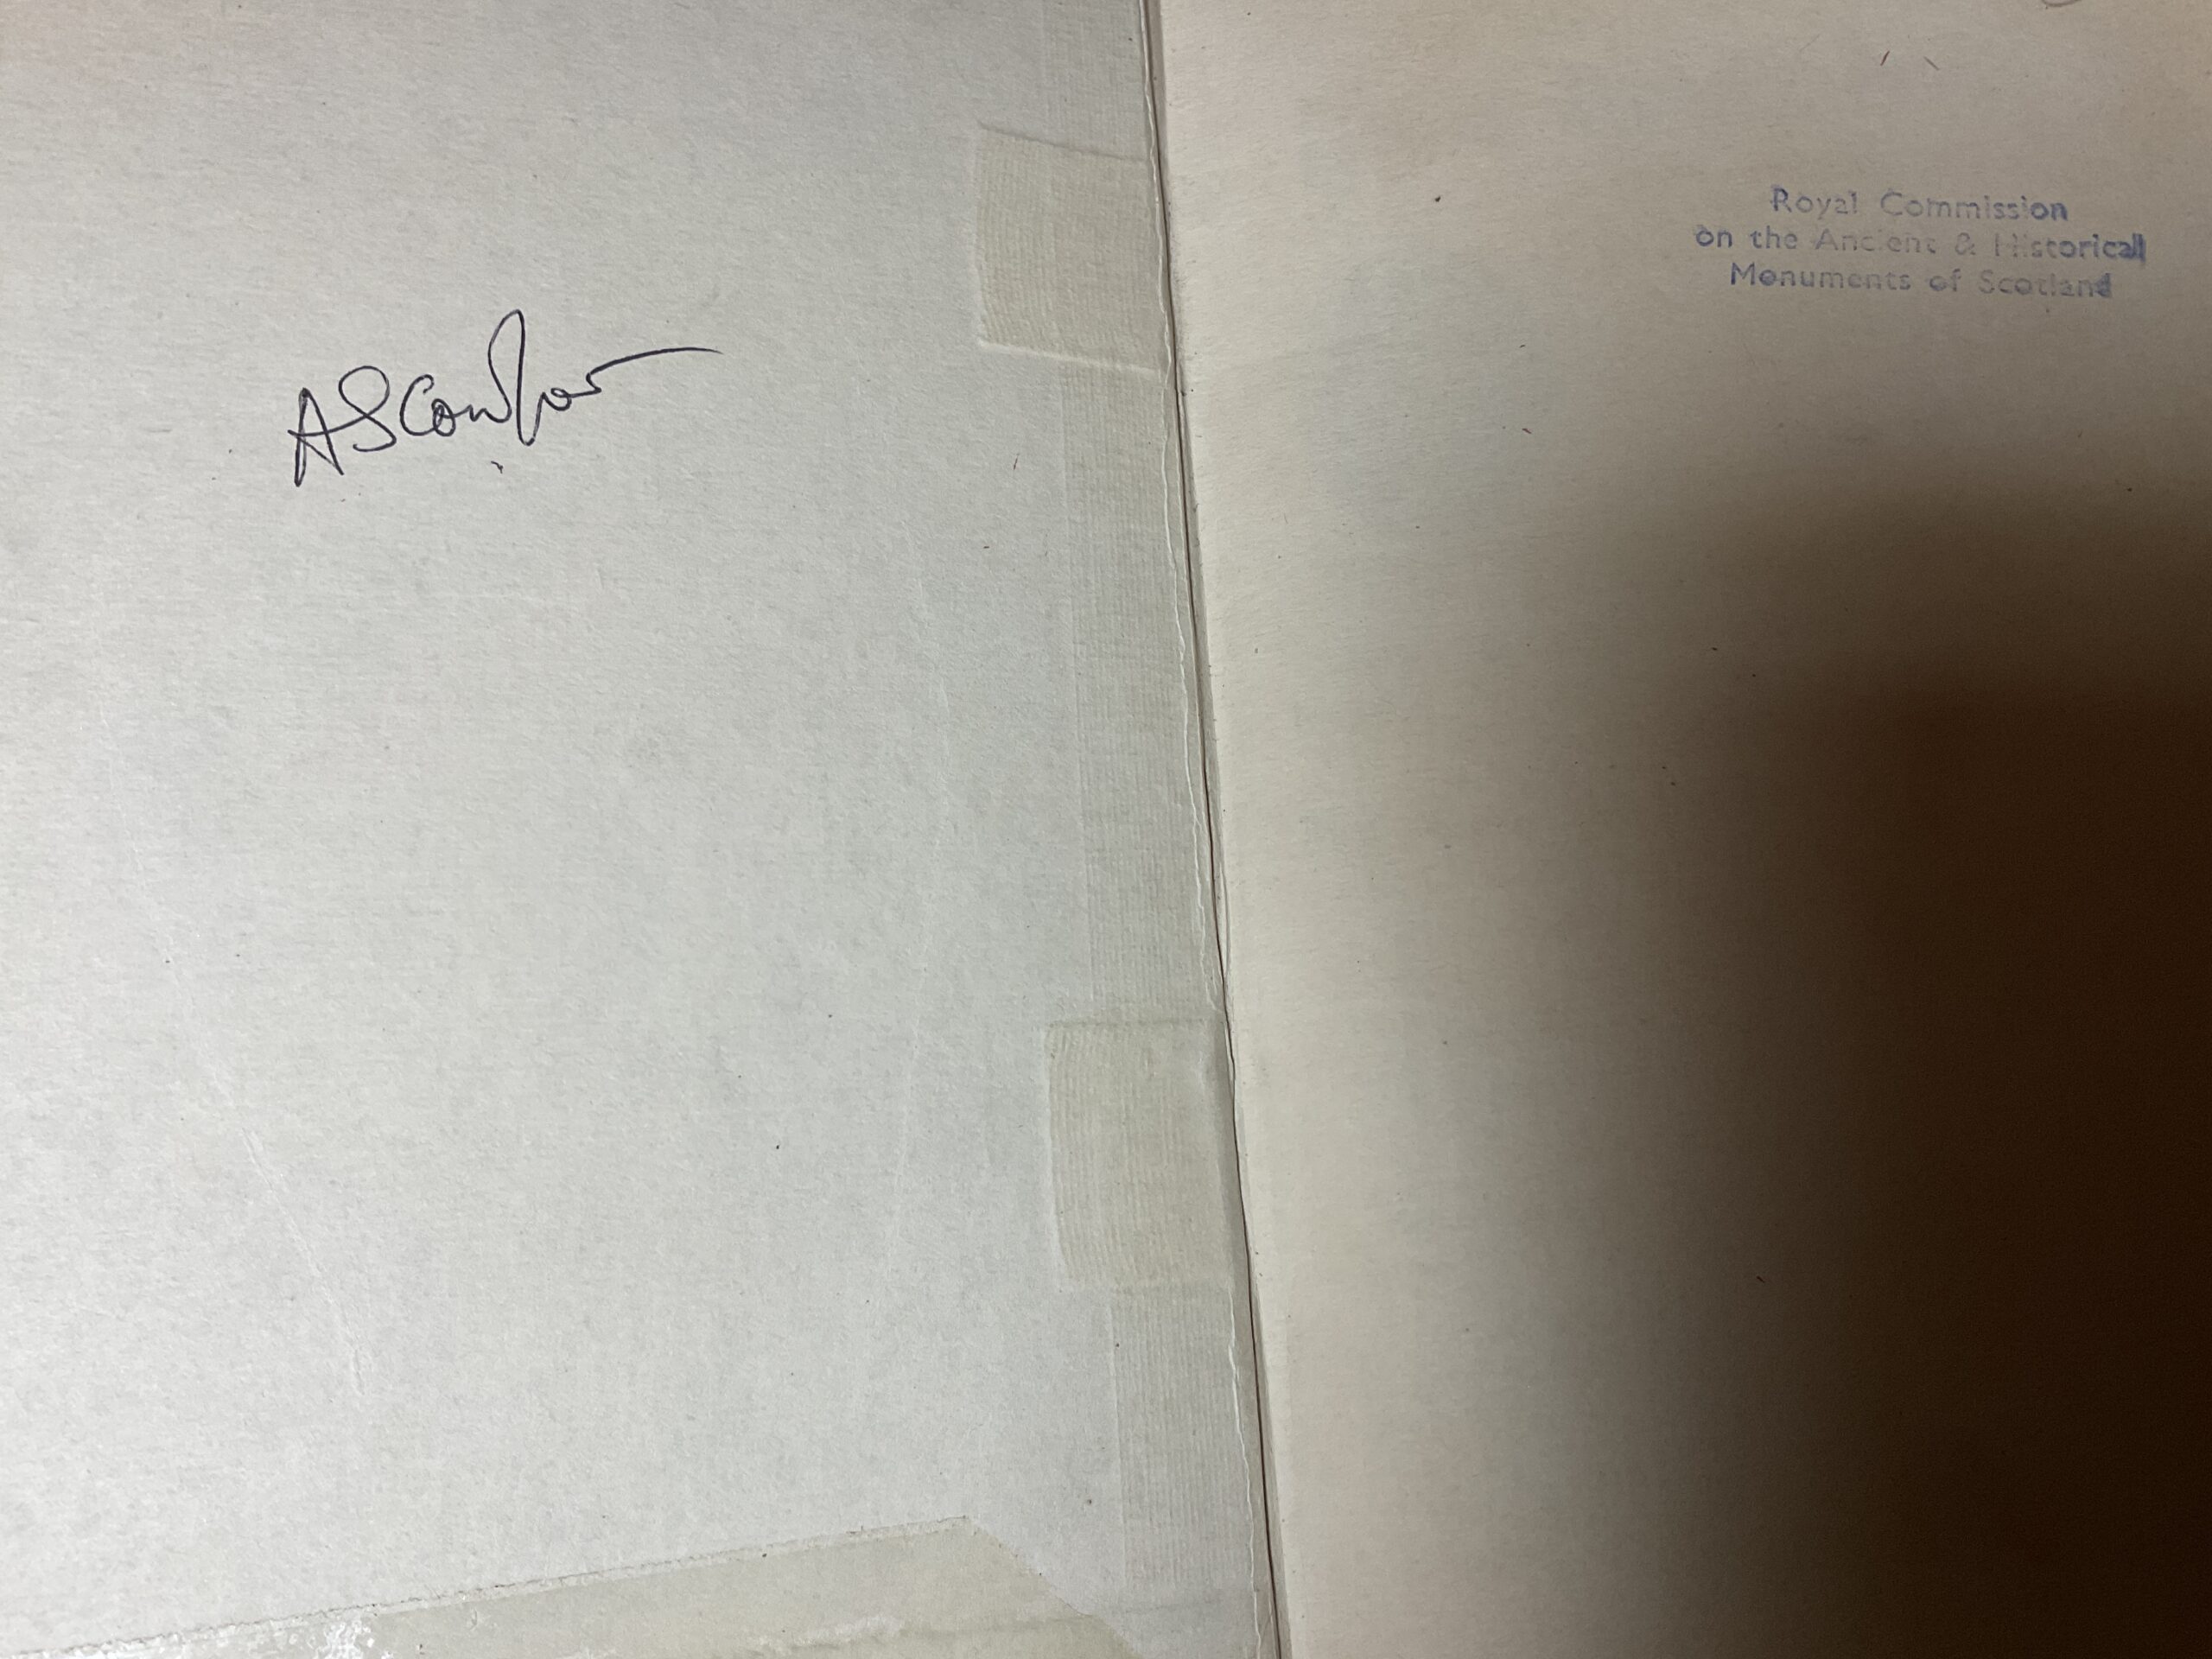 Royal Commission
on the Ancient & Historical
Monuments of Scotland